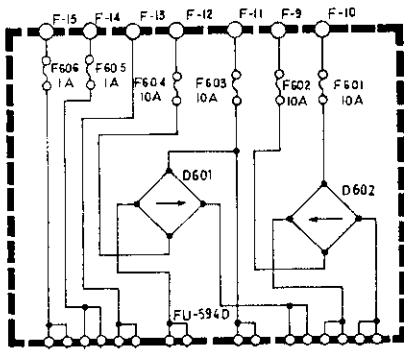 F-15 F-14 F-13 F-12 F-11 F-9 F-10
F606 1A
F605 1A
F604 10A
F603 10A
F602 10A
F601 10A
D601
D602
FU-594D